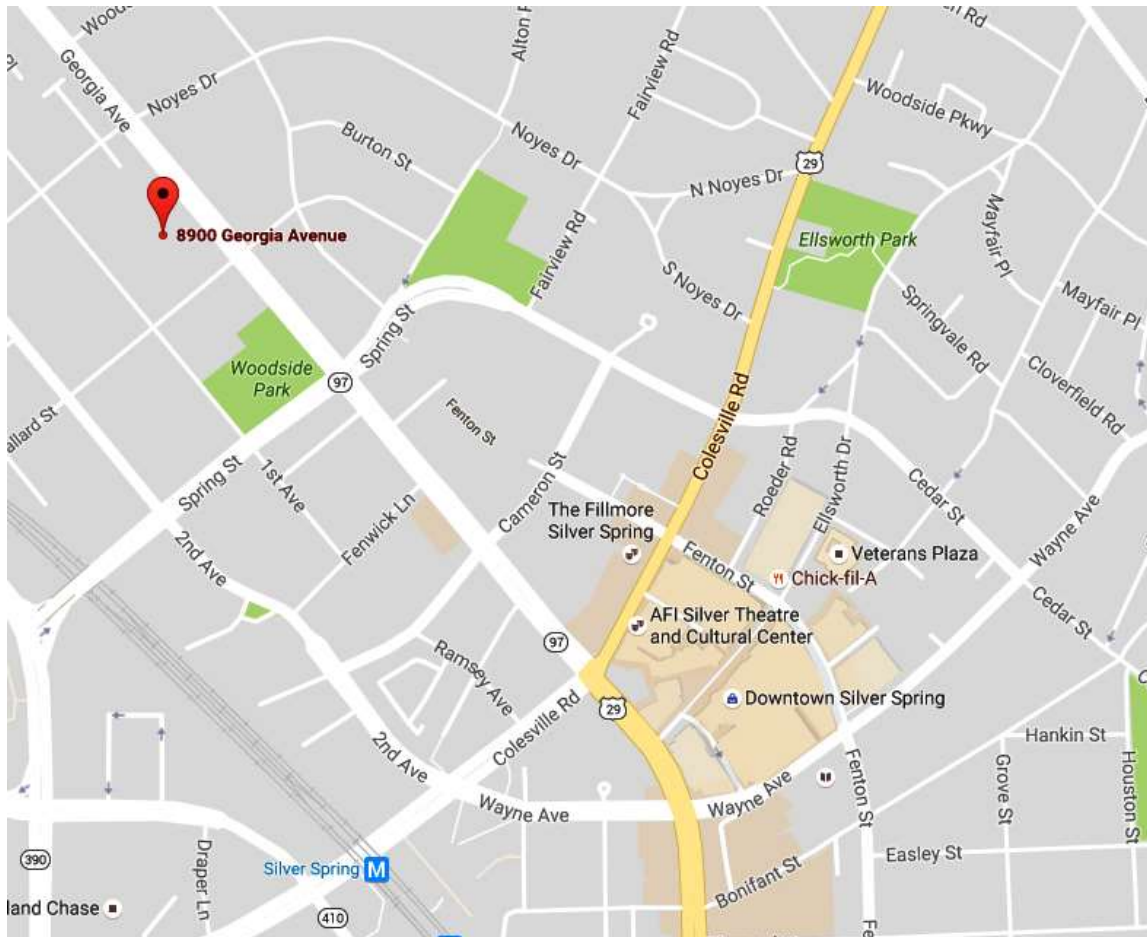 Georgia Ave
Noyes Dr
Alton
Fairview Rd
Rd
Burton St
Noyes Dr
Woodside Pkwy
29
N Noyes Dr
8900 Georgia Avenue
Fairview Rd
Ellsworth Park
Mayfair Pl
S Noyes Dr
Mayfair Pl
Springvale Rd
Spring St
Woodside
Park
97
Cloverfield Rd
Fenton St
Colesville Rd
Roeder Rd
Ellsworth Dr
Cedar St
Spring St
1st Ave
Fenwick Ln
Cameron St
The Fillmore
Silver Spring
Wayne Ave
2nd Ave
Fenton St
Veterans Plaza
Chick-fil-A
Cedar St
AFI Silver Theatre
and Cultural Center
97
Ramsey Ave
Downtown Silver Spring
29
Colesville Rd
2nd Ave
Hankin St
Fenton St
Grove St
Houston St
Wayne Ave
Wayne Ave
Easley St
390
Draper Ln
Silver Spring
M
Bonifant St
land Chase
410